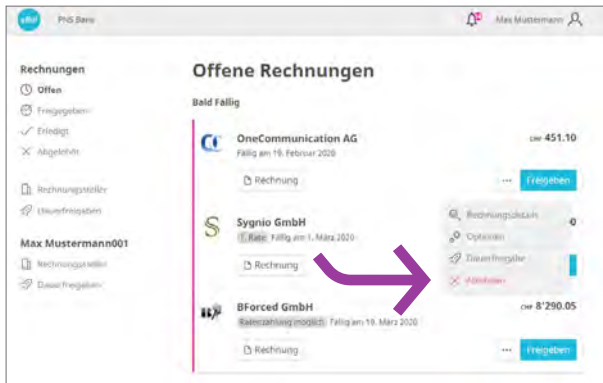 eBill PNS Bank Max Mustermann
Rechnungen
Offen
Freigegeben
Erledigt
Abgelehnt
Rechnungssteller
Dauerfreigaben
Max Mustermann001
Rechnungssteller
Dauerfreigaben
Offene Rechnungen
Bald Fällig
OneCommunication AG CHF 451.10
Fällig am 19. Februar 2020
Rechnung ... Freigeben
Sygnio GmbH 0
1. Rate Fällig am 1. März 2020
Rechnung
Rechnungsdetails
Optionen
Dauerfreigabe
Ablehnen
BForced GmbH CHF 8'290.05
Ratenzahlung möglich Fällig am 19. März 2020
Rechnung ... Freigeben